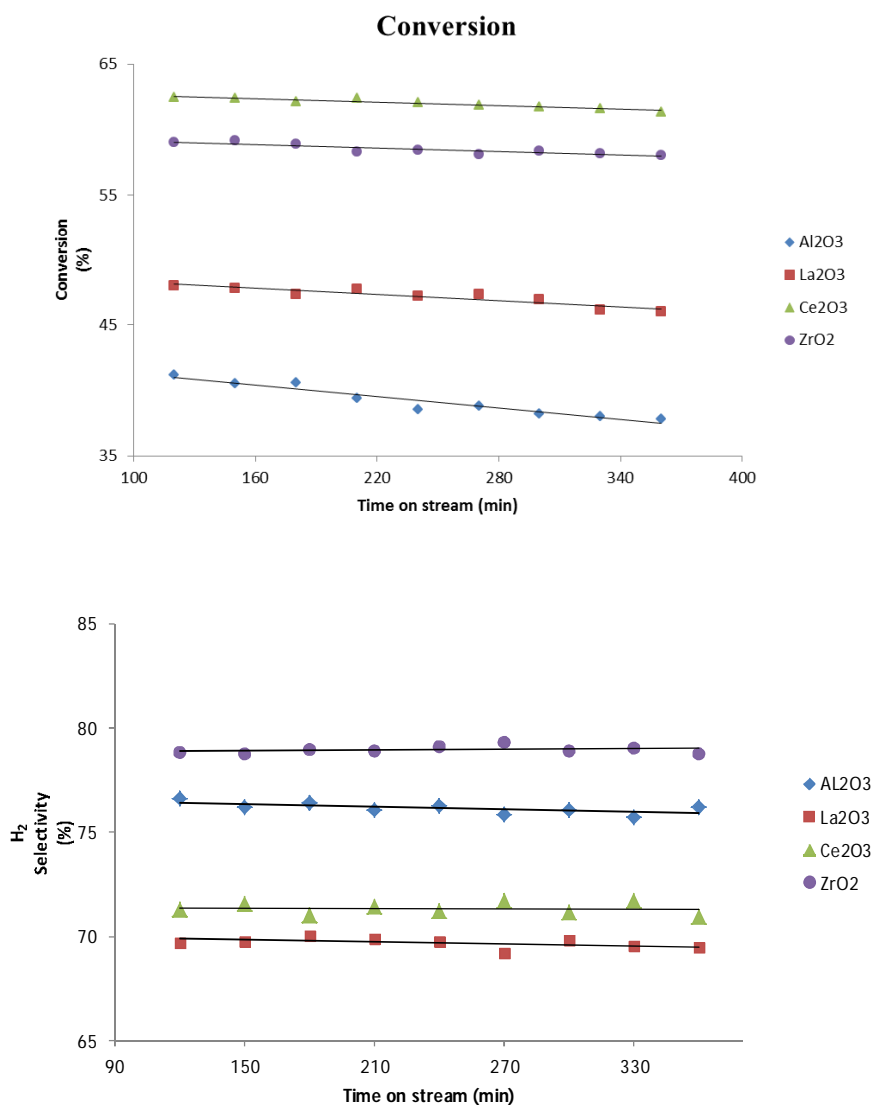 Conversion
65
55
45
35
Conversion
(%)
100 160 220 280 340 400
Time on stream (min)
Al2O3
La2O3
Ce2O3
ZrO2
85
80
75
70
65
H2
Selectivity
(%)
90 150 210 270 330
Time on stream (min)
AL2O3
La2O3
Ce2O3
ZrO2